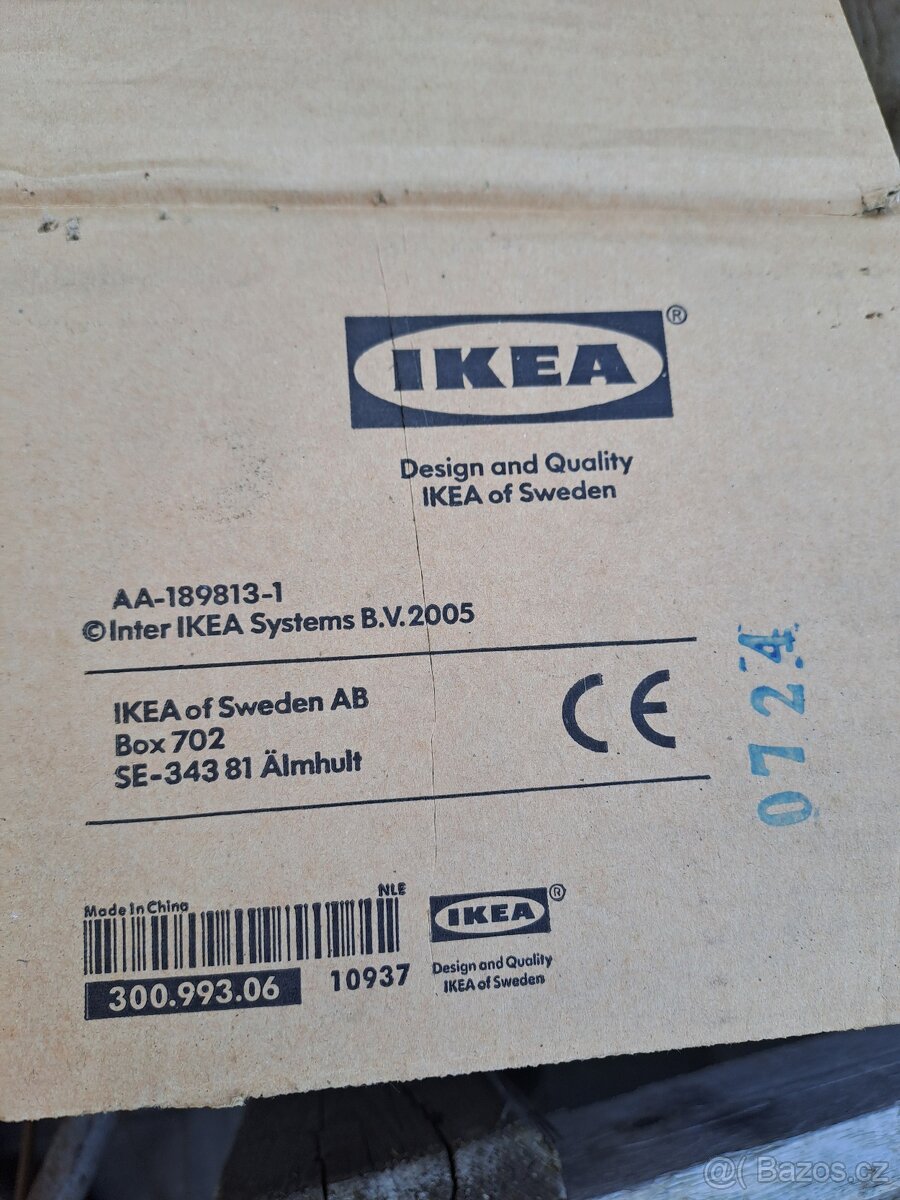 IKEA®
Design and Quality
IKEA of Sweden
AA-189813-1
©Inter IKEA Systems B.V. 2005
IKEA of Sweden AB
Box 702
SE-343 81 Älmhult
CE
0724
Made in China
NLE
300.993.06
10937
IKEA®
Design and Quality
IKEA of Sweden
@( Bazos.cz